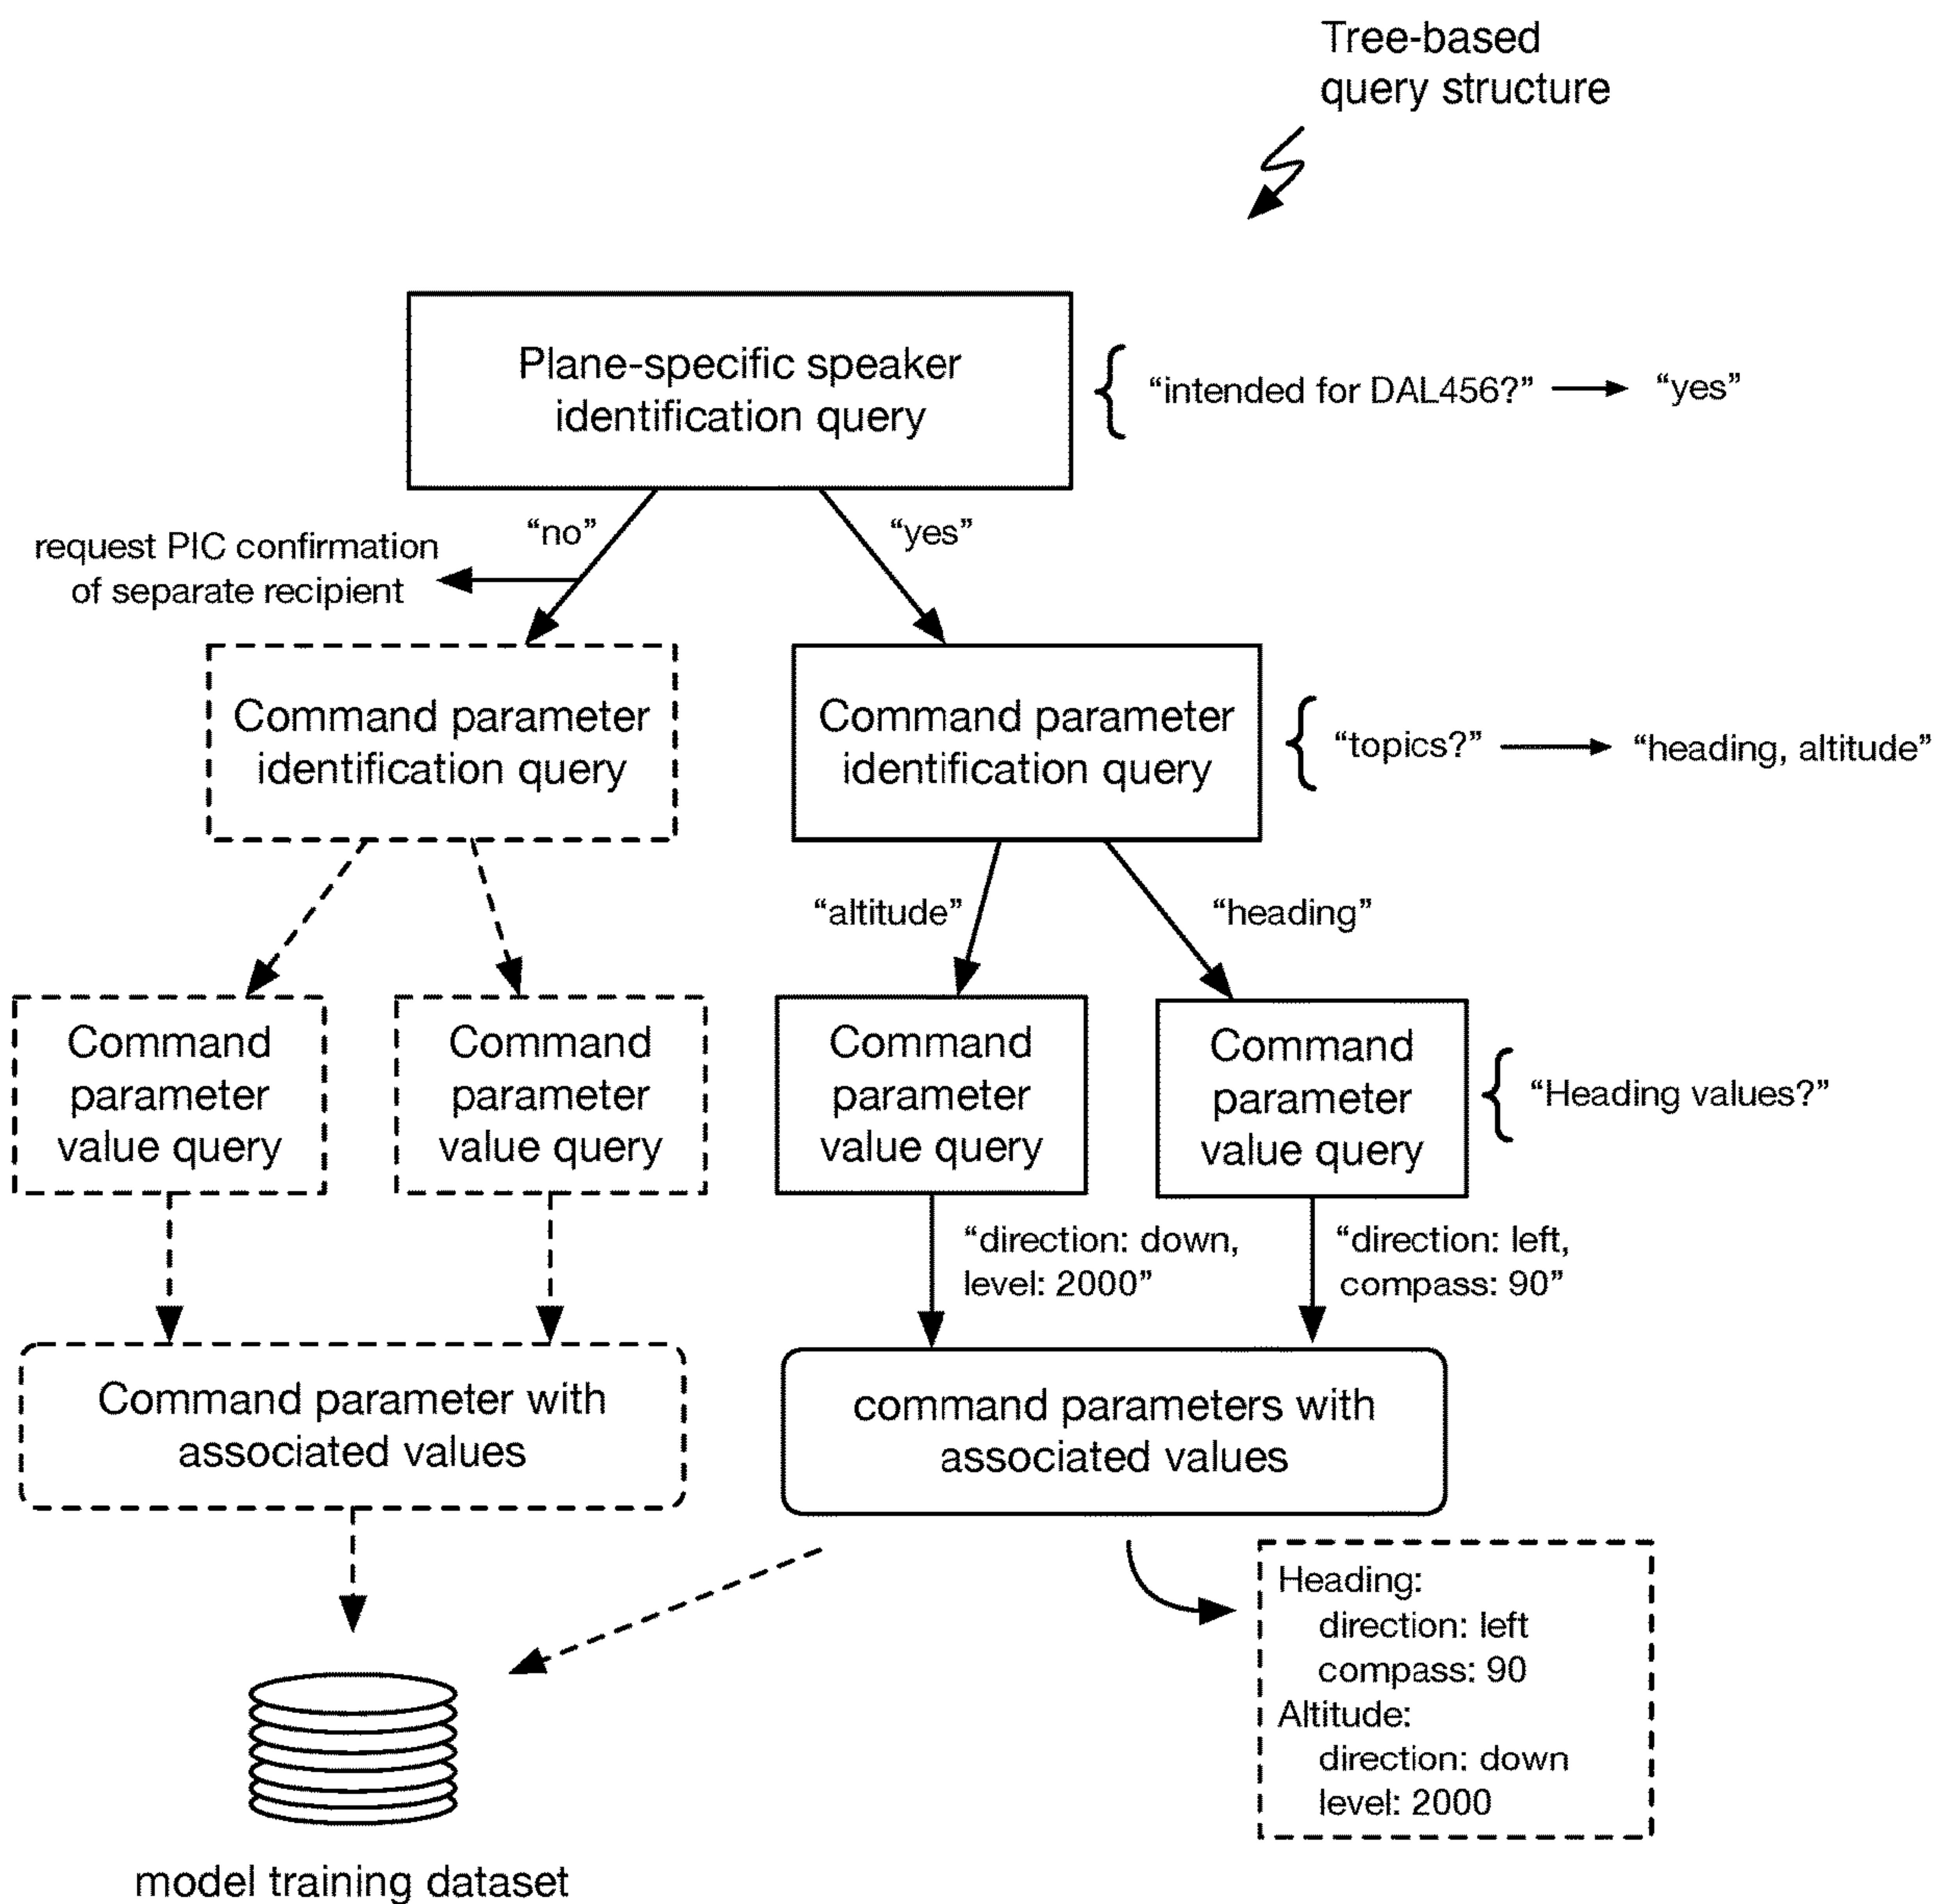 Tree-based
query structure
Plane-specific speaker
identification query
“intended for DAL456?”
“yes”
“no”
“yes”
request PIC confirmation
of separate recipient
Command parameter
identification query
Command parameter
identification query
“topics?”
“heading, altitude”
“altitude”
“heading”
Command
parameter
value query
Command
parameter
value query
Command
parameter
value query
Command
parameter
value query
“Heading values?”
“direction: down,
level: 2000”
“direction: left,
compass: 90”
Command parameter with
associated values
command parameters with
associated values
Heading:
direction: left
compass: 90
Altitude:
direction: down
level: 2000
model training dataset